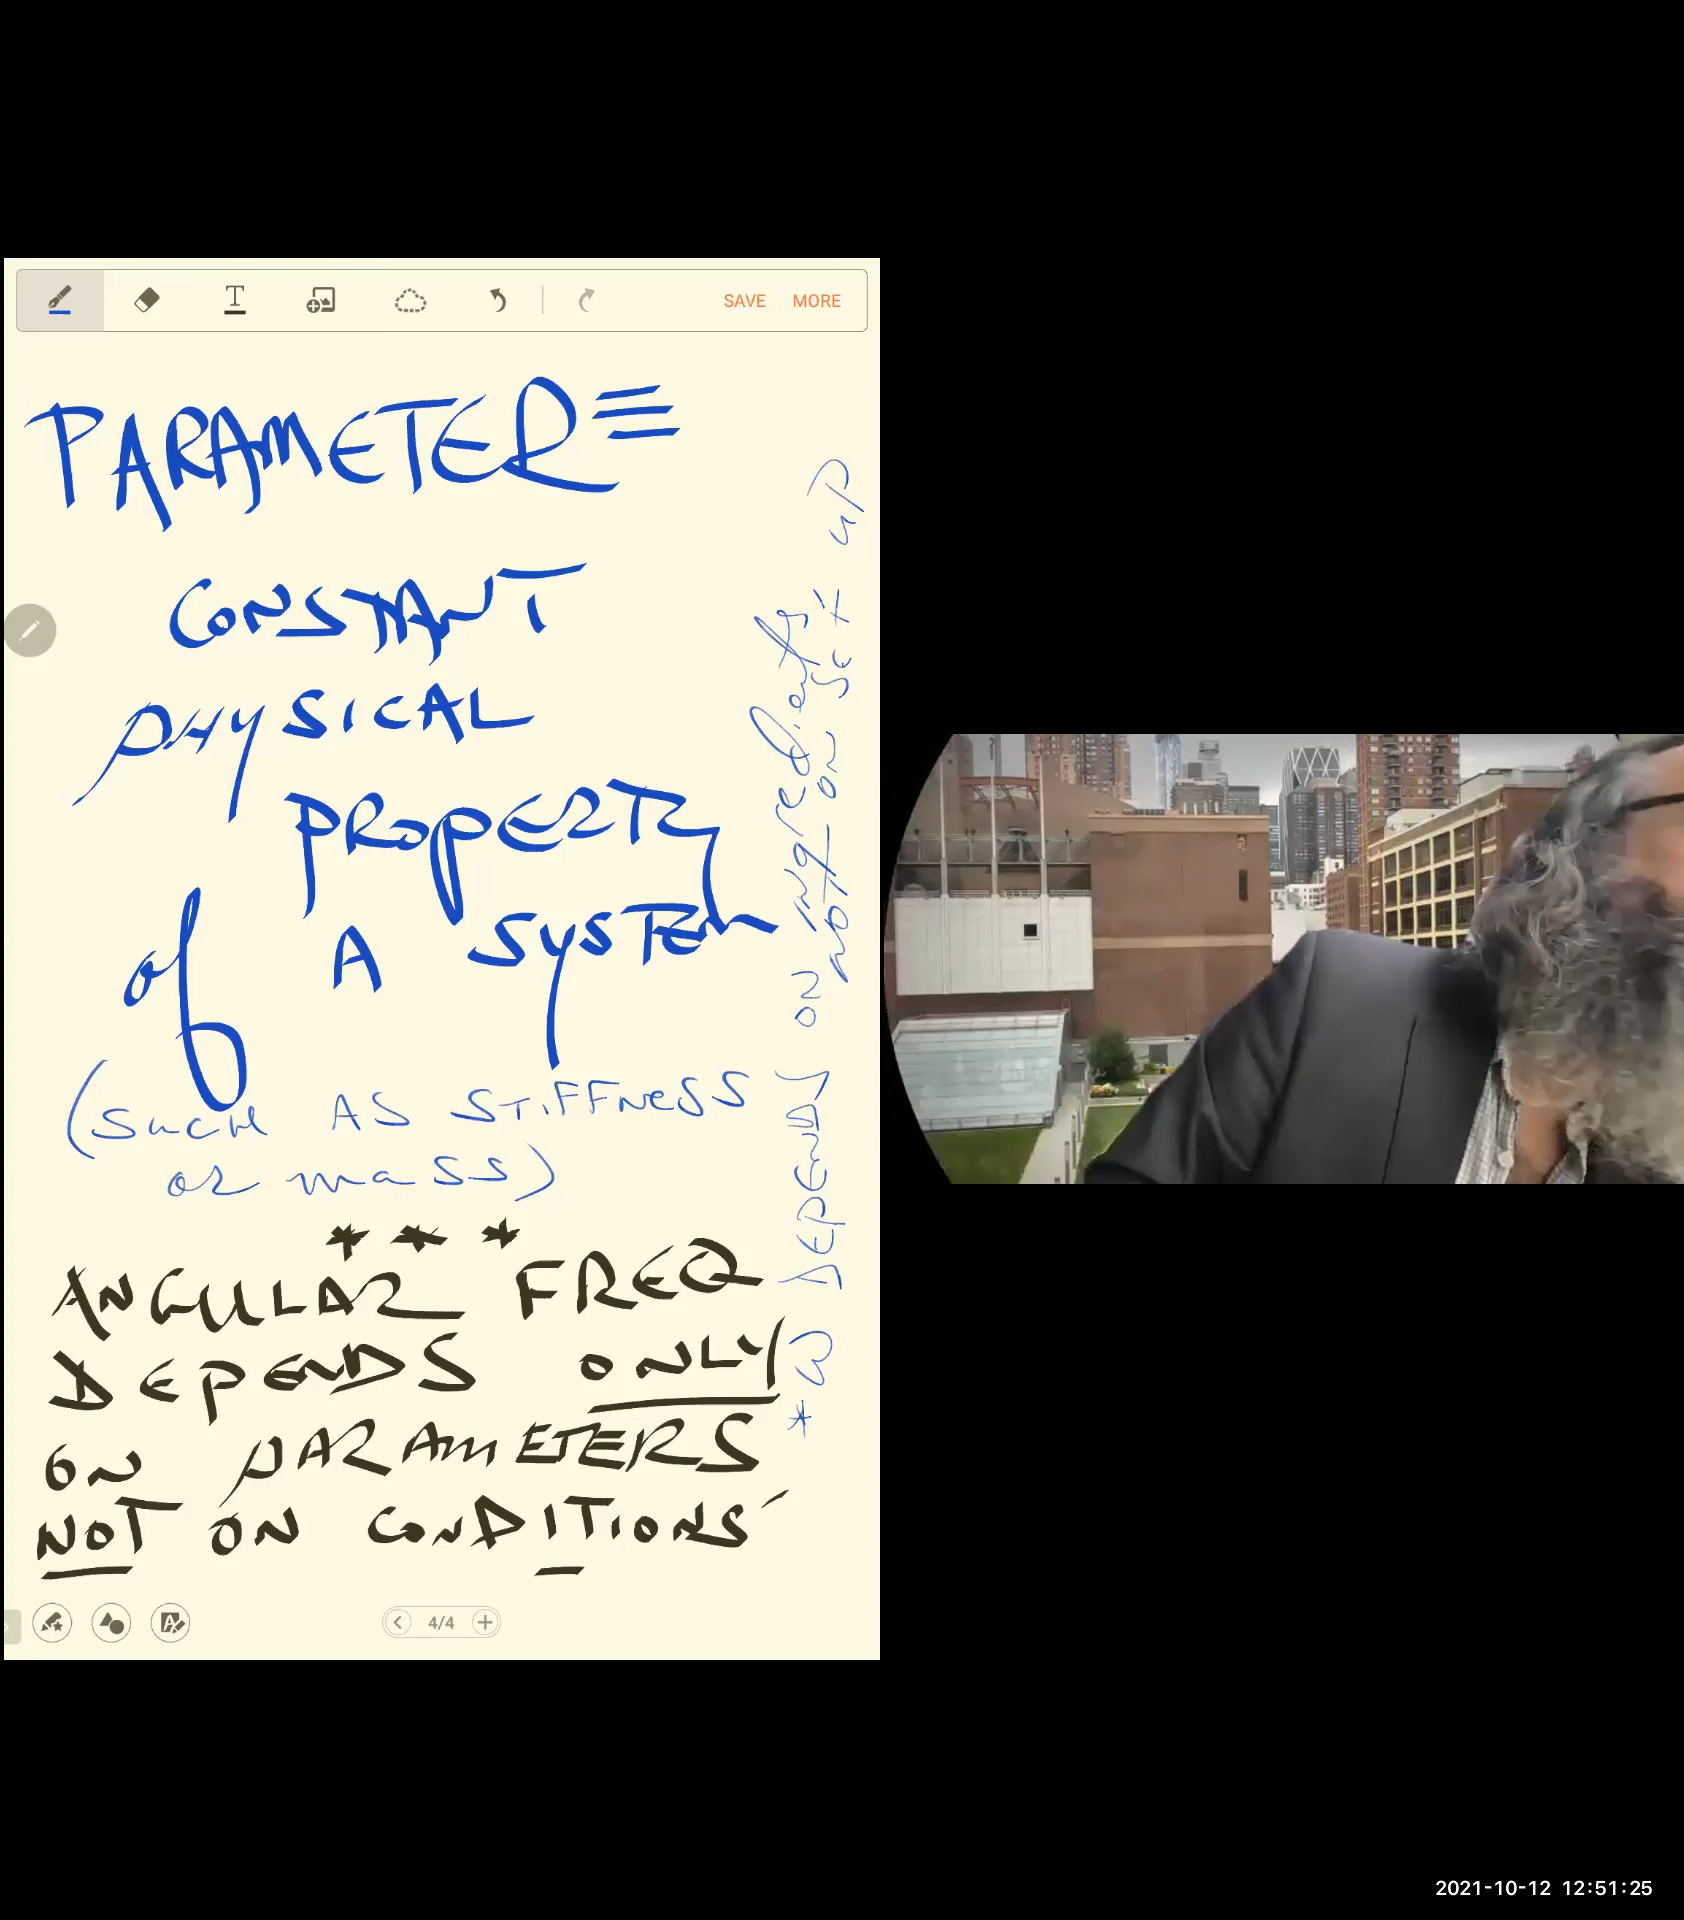 SAVE MORE
PARAMETER ≡
CONSTANT
PHYSICAL
PROPERTY
of A SYSTEM
(SUCH AS STIFFNESS
OR MASS)
* * *
ANGULAR FREQ
DEPENDS ONLY
ON PARAMETERS
NOT ON CONDITIONS
* ω DEPENDS ON ingredients
NOT ON SET UP
4/4
2021-10-12 12:51:25